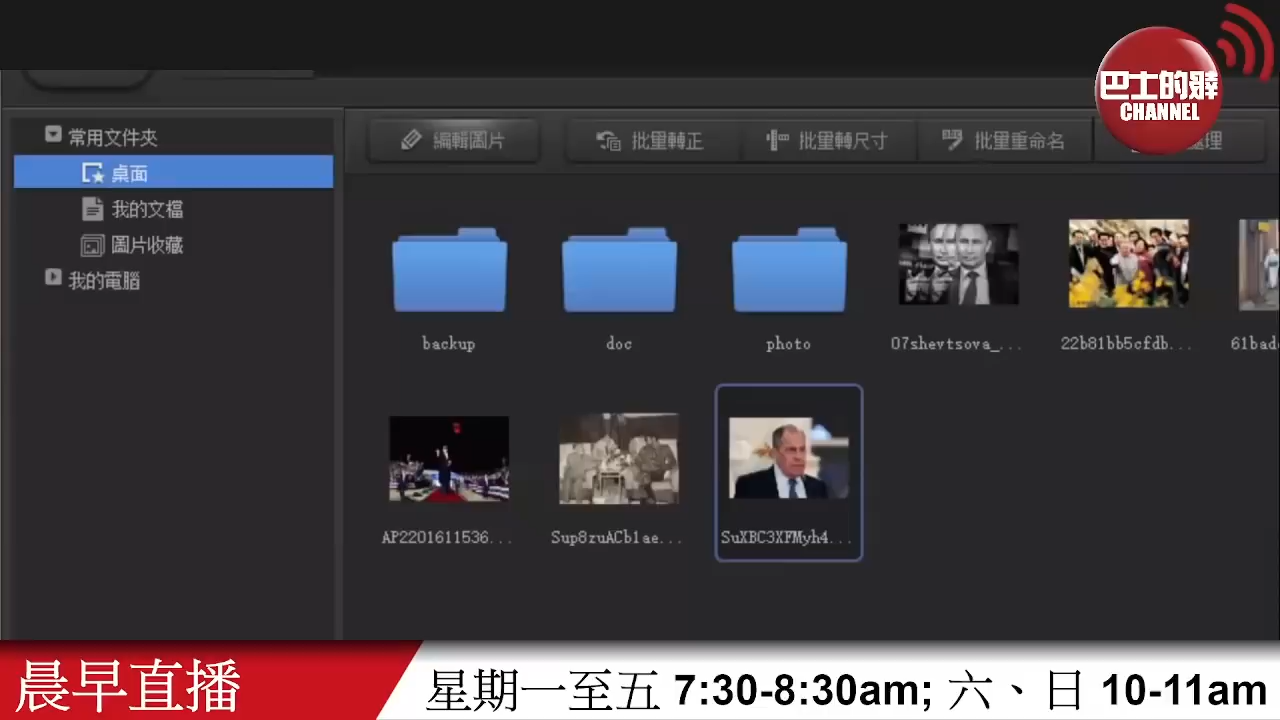 巴士的報
CHANNEL
常用文件夾
桌面
我的文檔
圖片收藏
我的電腦
編輯圖片
批量轉正
批量轉尺寸
批量重命名
處理
backup
doc
photo
07shevtsova_...
22b81bb5cfdb...
61bad
AP2201611536...
Sup8zuACb1ae...
SuXBC3XFMyh4...
晨早直播
星期一至五 7:30-8:30am; 六、日 10-11am